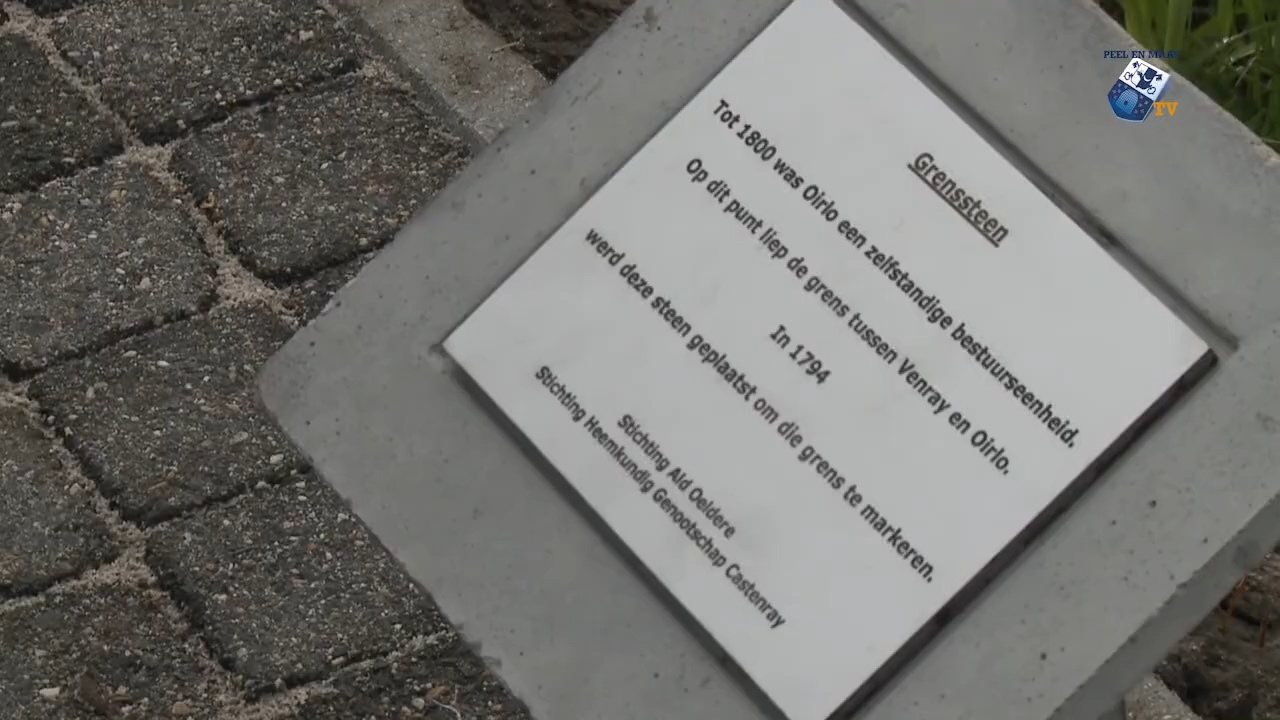 PEEL EN MAAS
TV
Grenssteen
Tot 1800 was Oirlo een zelfstandige bestuurseenheid.
Op dit punt liep de grens tussen Venray en Oirlo.
In 1794
werd deze steen geplaatst om die grens te markeren.
Stichting Ald Oeldere
Stichting Heemkundig Genootschap Castenray